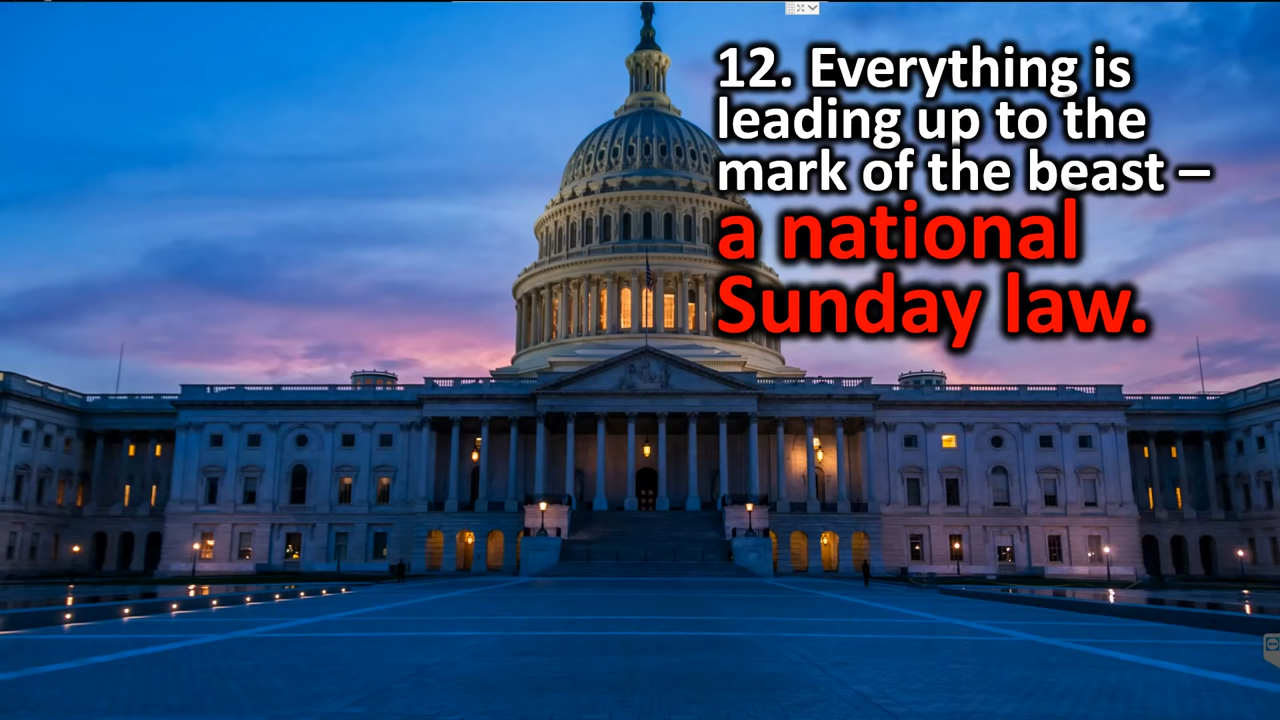 12. Everything is
leading up to the
mark of the beast –
a national
Sunday law.